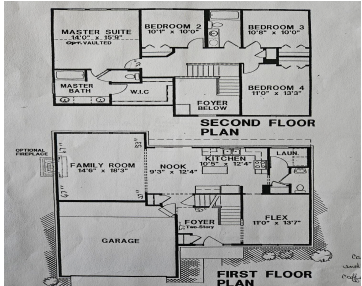 MASTER SUITE
14'0" x 15'9"
OPT. VAULTED
BEDROOM 2
10'1" x 10'0"
BEDROOM 3
10'8" x 10'0"
MASTER BATH
W.I.C
FOYER BELOW
BEDROOM 4
11'0" x 13'3"
SECOND FLOOR PLAN
OPTIONAL FIREPLACE
FAMILY ROOM
14'6" x 16'3"
NOOK
9'3" x 12'4"
KITCHEN
10'5" x 12'4"
LAUN.
FOYER
Two-Story
FLEX
11'0" x 13'7"
GARAGE
FIRST FLOOR PLAN